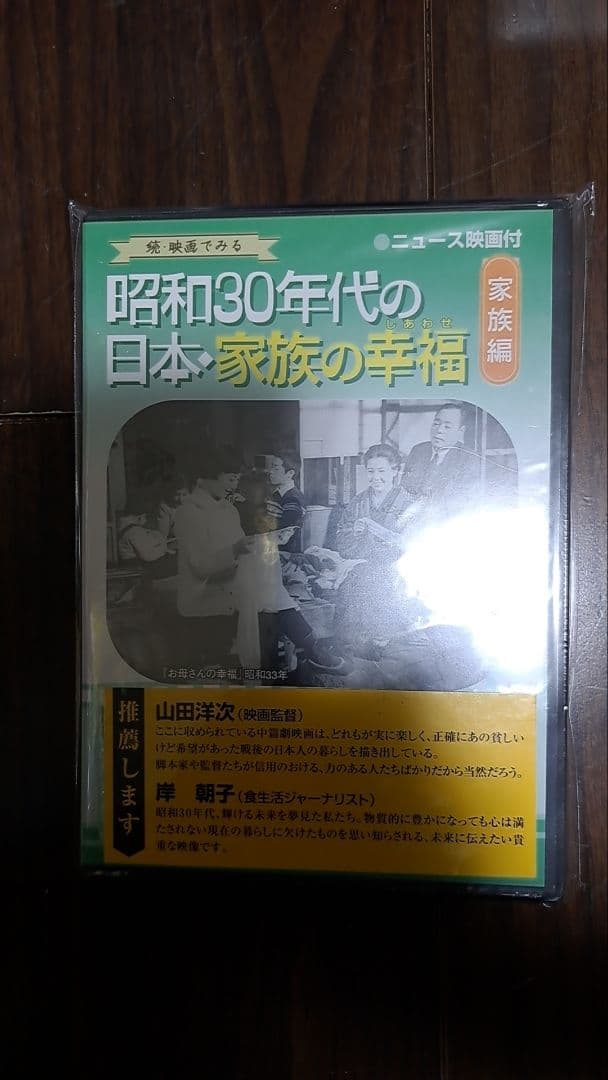 続・映画でみる
●ニュース映画付
昭和30年代の
日本・家族の幸福
しあわせ
家族編
『お母さんの幸福』昭和33年
推薦します
山田洋次(映画監督)
ここに収められている中篇劇映画は、どれもが実に楽しく、正確にあの貧しい
けど希望があった戦後の日本人の暮らしを描き出している。
脚本家や監督たちが信用のおける、力のある人たちばかりだから当然だろう。
岸 朝子(食生活ジャーナリスト)
昭和30年代、輝ける未来を夢見た私たち。物質的に豊かになっても心は満
たされない現在の暮らしに欠けたものを思い知らされる、未来に伝えたい貴
重な映像です。